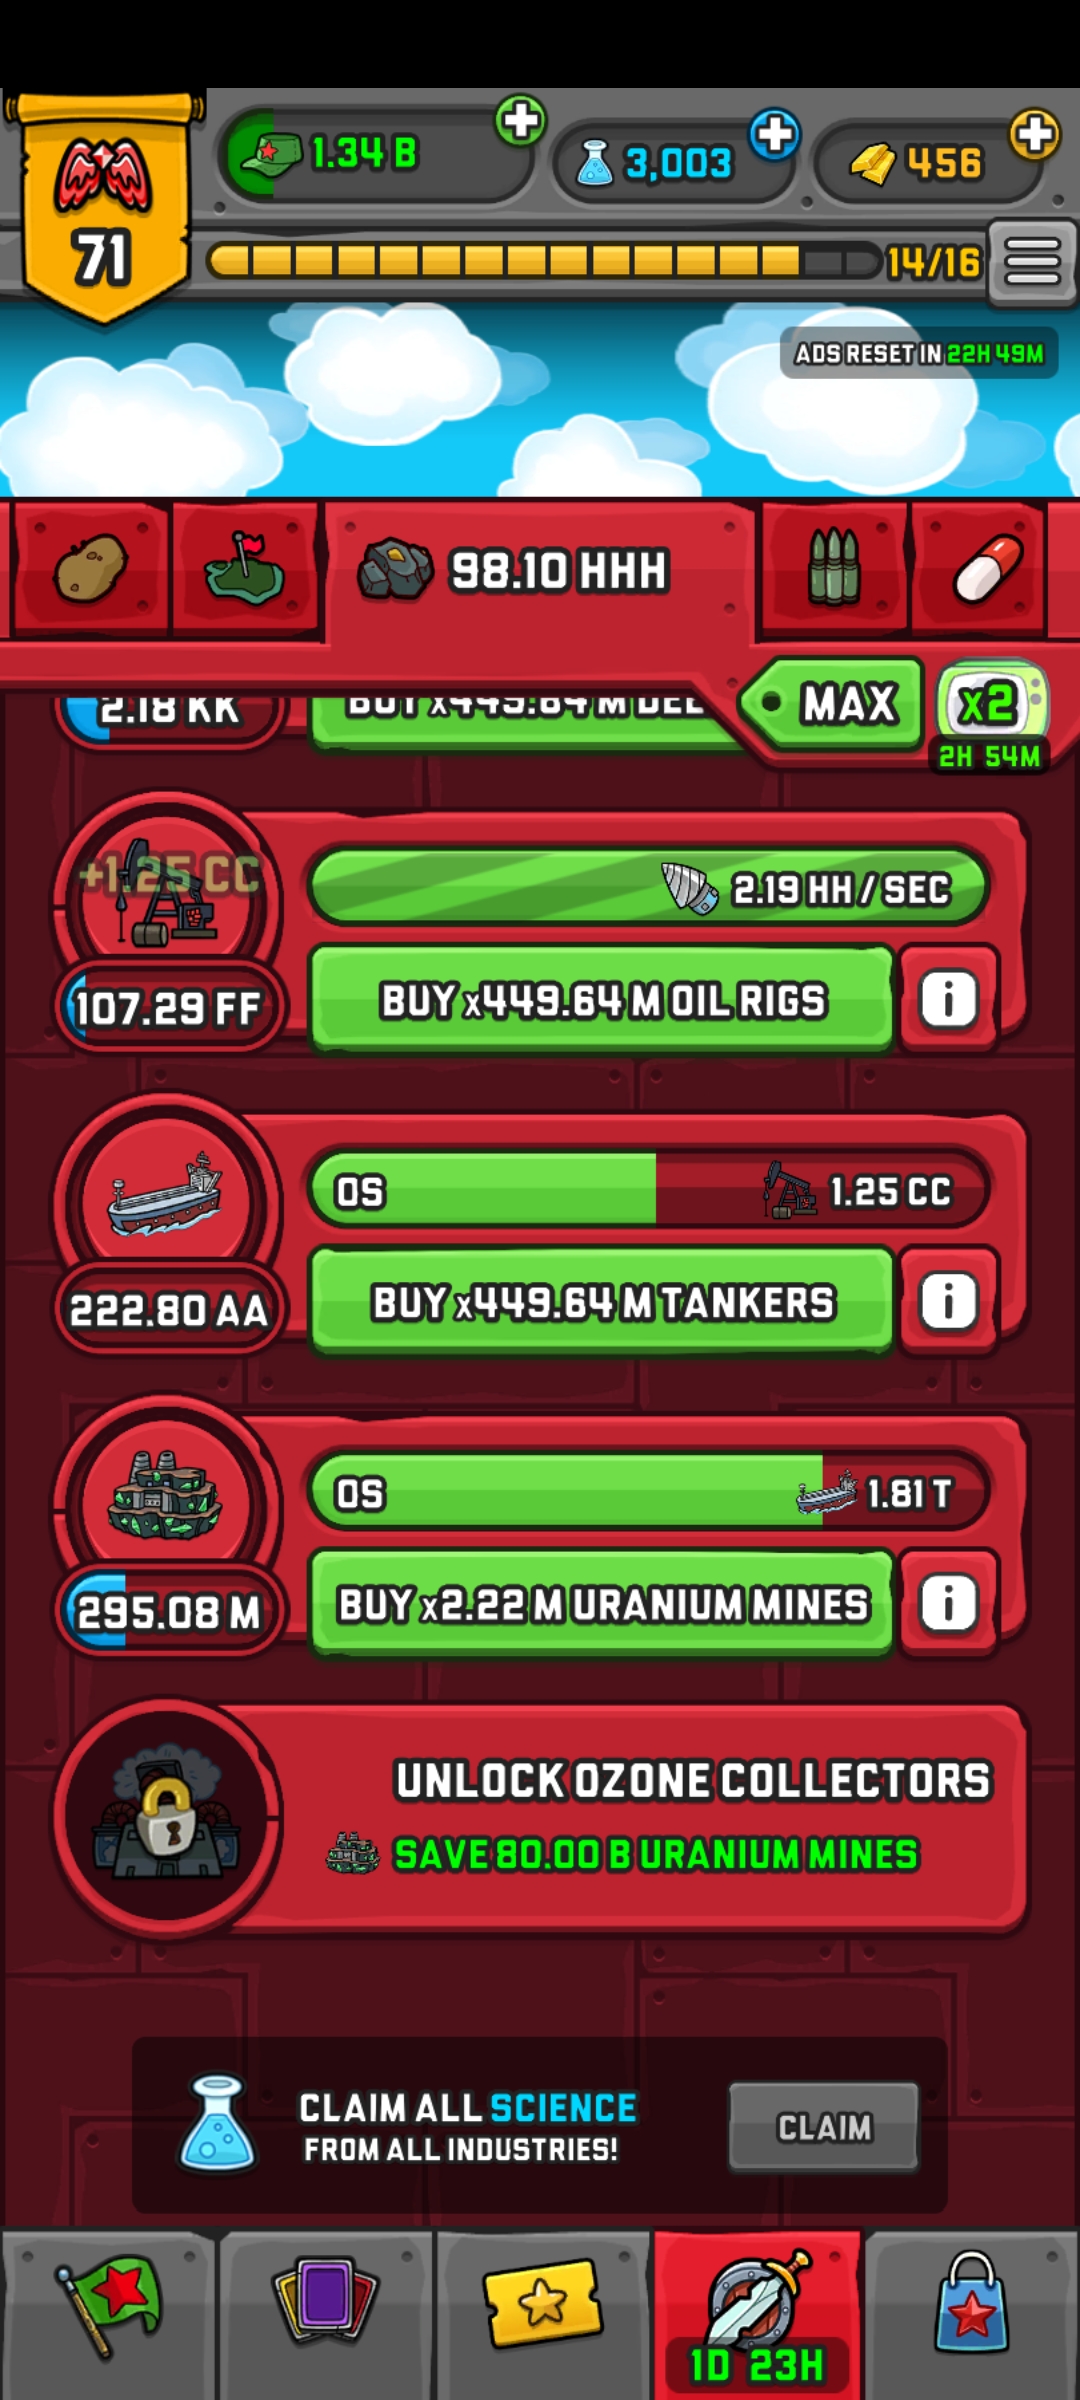 1.34 B
3,003
456
71
14/16
ADS RESET IN 22H 49M
98.10 HHH
MAX
x2
2H 54M
2.18 KK
BUY x449.64 M
+1.25 CC
2.19 HH / SEC
107.29 FF
BUY x449.64 M OIL RIGS
i
0S
1.25 CC
222.80 AA
BUY x449.64 M TANKERS
i
0S
1.81 T
295.08 M
BUY x2.22 M URANIUM MINES
i
UNLOCK OZONE COLLECTORS
SAVE 80.00 B URANIUM MINES
CLAIM ALL SCIENCE
FROM ALL INDUSTRIES!
CLAIM
1D 23H